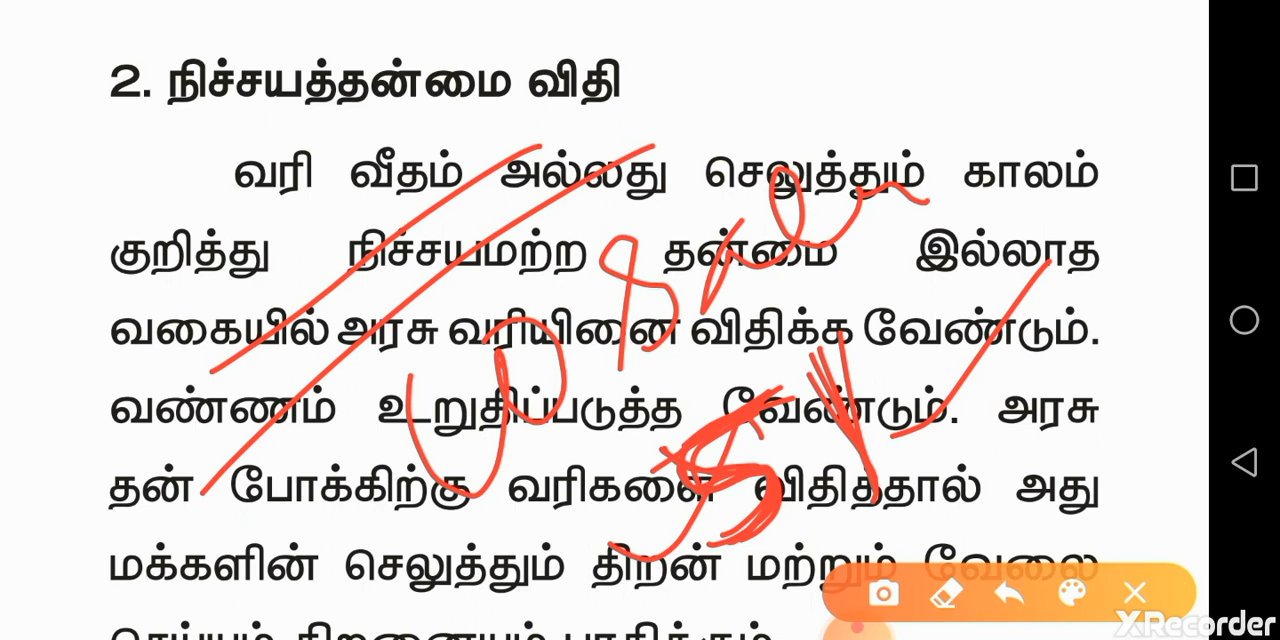 2. நிச்சயத்தன்மை விதி
வரி வீதம் அல்லது செலுத்தும் காலம்
குறித்து நிச்சயமற்ற தன்மை இல்லாத
வகையில் அரசு வரியினை விதிக்க வேண்டும்.
வண்ணம் உறுதிப்படுத்த வேண்டும். அரசு
தன் போக்கிற்கு வரிகளை விதித்தால் அது
மக்களின் செலுத்தும் திறன் மற்றும் வேலை
செய்யும் திறனையும் பாதிக்கும்.
XRecorder